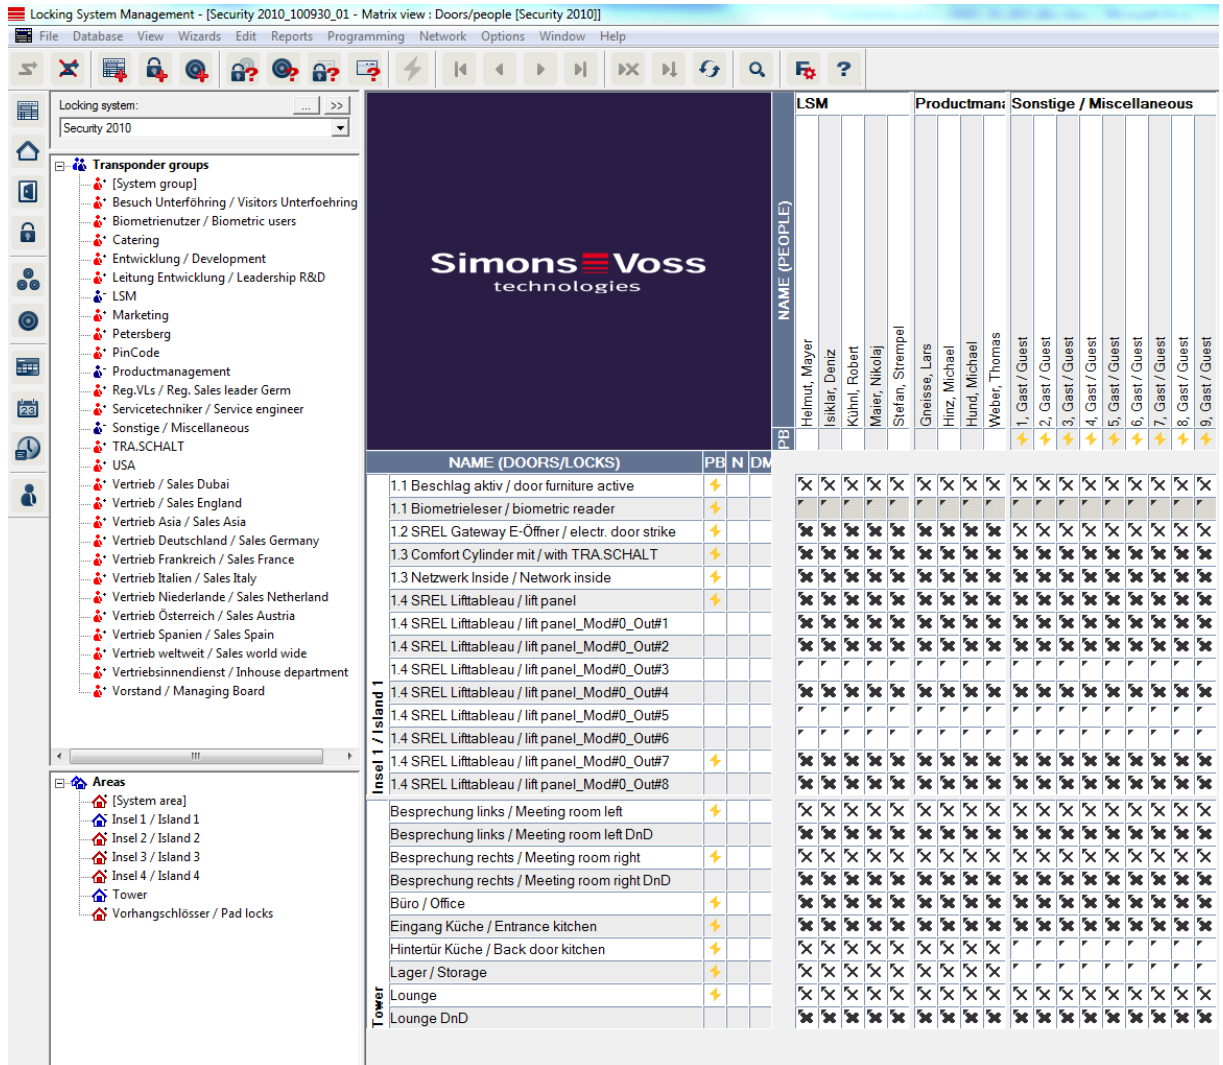 Locking System Management - [Security 2010_100930_01 - Matrix view : Doors/people [Security 2010]]
File Database View Wizards Edit Reports Programming Network Options Window Help
Locking system:
... >>
Security 2010
Transponder groups
[System group]
Besuch Unterföhring / Visitors Unterfoehring
Biometrienutzer / Biometric users
Catering
Entwicklung / Development
Leitung Entwicklung / Leadership R&D
LSM
Marketing
Petersberg
PinCode
Productmanagement
Reg.VLs / Reg. Sales leader Germ
Servicetechniker / Service engineer
Sonstige / Miscellaneous
TRA.SCHALT
USA
Vertrieb / Sales Dubai
Vertrieb / Sales England
Vertrieb Asia / Sales Asia
Vertrieb Deutschland / Sales Germany
Vertrieb Frankreich / Sales France
Vertrieb Italien / Sales Italy
Vertrieb Niederlande / Sales Netherland
Vertrieb Österreich / Sales Austria
Vertrieb Spanien / Sales Spain
Vertrieb weltweit / Sales world wide
Vertriebsinnendienst / Inhouse department
Vorstand / Managing Board
Areas
[System area]
Insel 1 / Island 1
Insel 2 / Island 2
Insel 3 / Island 3
Insel 4 / Island 4
Tower
Vorhangschlösser / Pad locks
23
Simons Voss
technologies
NAME (PEOPLE)
PB
LSM
Productmana
Sonstige / Miscellaneous
Helmut, Mayer
Isiklar, Deniz
Kühnl, Robert
Maier, Nikolaj
Stefan, Strempel
Gneisse, Lars
Hinz, Michael
Hund, Michael
Weber, Thomas
1, Gast / Guest
2, Gast / Guest
3, Gast / Guest
4, Gast / Guest
5, Gast / Guest
6, Gast / Guest
7, Gast / Guest
8, Gast / Guest
9, Gast / Guest
NAME (DOORS/LOCKS) PB N DM
Insel 1 / Island 1
1.1 Beschlag aktiv / door furniture active
1.1 Biometrieleser / biometric reader
1.2 SREL Gateway E-Öffner / electr. door strike
1.3 Comfort Cylinder mit / with TRA.SCHALT
1.3 Netzwerk Inside / Network inside
1.4 SREL Lifttableau / lift panel
1.4 SREL Lifttableau / lift panel_Mod#0_Out#1
1.4 SREL Lifttableau / lift panel_Mod#0_Out#2
1.4 SREL Lifttableau / lift panel_Mod#0_Out#3
1.4 SREL Lifttableau / lift panel_Mod#0_Out#4
1.4 SREL Lifttableau / lift panel_Mod#0_Out#5
1.4 SREL Lifttableau / lift panel_Mod#0_Out#6
1.4 SREL Lifttableau / lift panel_Mod#0_Out#7
1.4 SREL Lifttableau / lift panel_Mod#0_Out#8
Tower
Besprechung links / Meeting room left
Besprechung links / Meeting room left DnD
Besprechung rechts / Meeting room right
Besprechung rechts / Meeting room right DnD
Büro / Office
Eingang Küche / Entrance kitchen
Hintertür Küche / Back door kitchen
Lager / Storage
Lounge
Lounge DnD